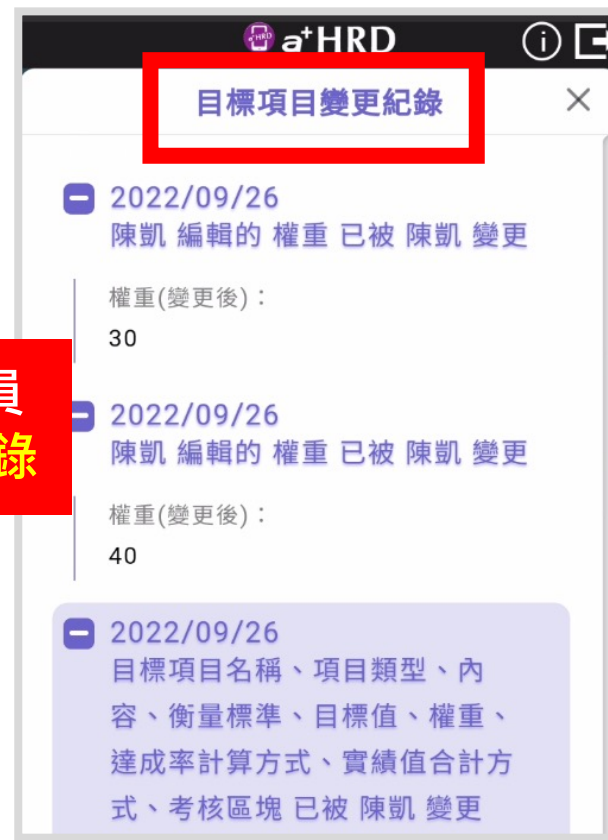 a⁺HRD
目標項目變更紀錄
2022/09/26
陳凱 編輯的 權重 已被 陳凱 變更
權重(變更後)：
30
員
錄
2022/09/26
陳凱 編輯的 權重 已被 陳凱 變更
權重(變更後)：
40
2022/09/26
目標項目名稱、項目類型、內
容、衡量標準、目標值、權重、
達成率計算方式、實績值合計方
式、考核區塊 已被 陳凱 變更